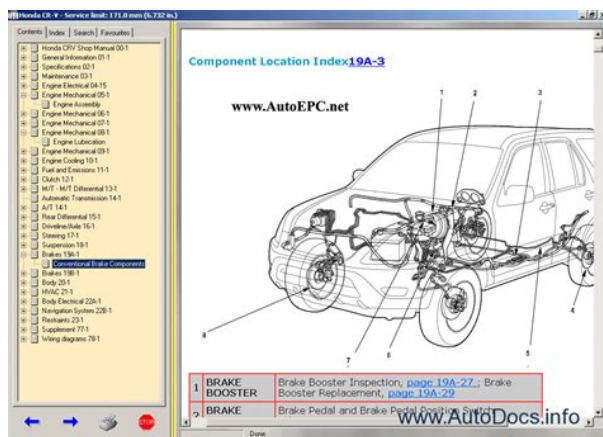 Honda CR-V - Service limit: 171.0 mm (6.732 in.)
Contents Index Search Favourites
Honda CRV Shop Manual 00-1
General Information 01-1
Specifications 02-1
Maintenance 03-1
Engine Electrical 04-15
Engine Mechanical 05-1
Engine Assembly
Engine Mechanical 06-1
Engine Mechanical 07-1
Engine Mechanical 08-1
Engine Lubrication
Engine Mechanical 09-1
Engine Cooling 10-1
Fuel and Emissions 11-1
Clutch 12-1
M/T - M/T Differential 13-1
Automatic Transmission 14-1
A/T 14-1
Rear Differential 15-1
Driveline/Axle 16-1
Steering 17-1
Suspension 18-1
Brakes 19A-1
Conventional Brake Components
Brakes 19B-1
Body 20-1
HVAC 21-1
Body Electrical 22A-1
Navigation System 22B-1
Restraints 23-1
Supplement 77-1
Wiring diagrams 78-1
STOP
Component Location Index19A-3
www.AutoEPC.net
1 2 3
4
5
6
7
8
1 BRAKE BOOSTER Brake Booster Inspection, page 19A-27 ; Brake
Booster Replacement, page 19A-29
2 BRAKE Brake Pedal and Brake Pedal Position Switch
www.AutoDocs.info
Done